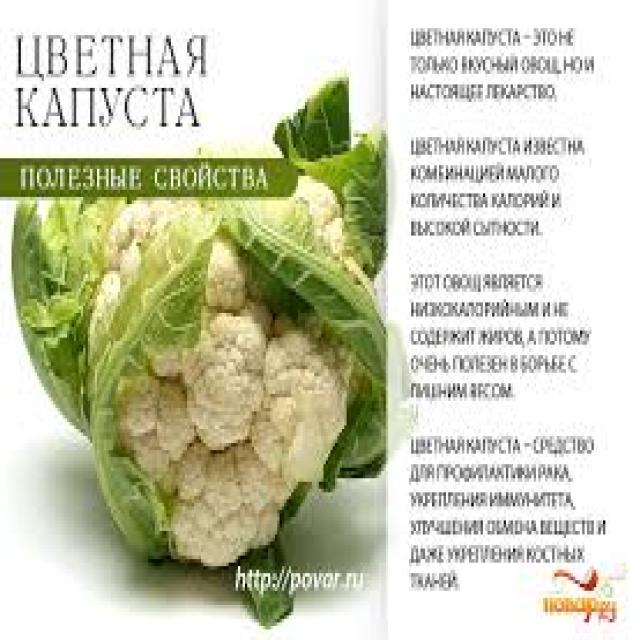 ЦВЕТНАЯ
КАПУСТА
ПОЛЕЗНЫЕ СВОЙСТВА
ЦВЕТНАЯ КАПУСТА – ЭТО НЕ
ТОЛЬКО ВКУСНЫЙ ОВОЩ, НО И
НАСТОЯЩЕЕ ЛЕКАРСТВО.
ЦВЕТНАЯ КАПУСТА ИЗВЕСТНА
КОМБИНАЦИЕЙ МАЛОГО
КОЛИЧЕСТВА КАЛОРИЙ И
ВЫСОКОЙ СЫТНОСТИ.
ЭТОТ ОВОЩ ЯВЛЯЕТСЯ
НИЗКОКАЛОРИЙНЫМ И НЕ
СОДЕРЖИТ ЖИРОВ, А ПОТОМУ
ОЧЕНЬ ПОЛЕЗЕН В БОРЬБЕ С
ЛИШНИМ ВЕСОМ.
ЦВЕТНАЯ КАПУСТА – СРЕДСТВО
ДЛЯ ПРОФИЛАКТИКИ РАКА,
УКРЕПЛЕНИЯ ИММУНИТЕТА,
УЛУЧШЕНИЯ ОБМЕНА ВЕЩЕСТВ И
ДАЖЕ УКРЕПЛЕНИЯ КОСТНЫХ
ТКАНЕЙ.
http://povar.ru
повар.ру